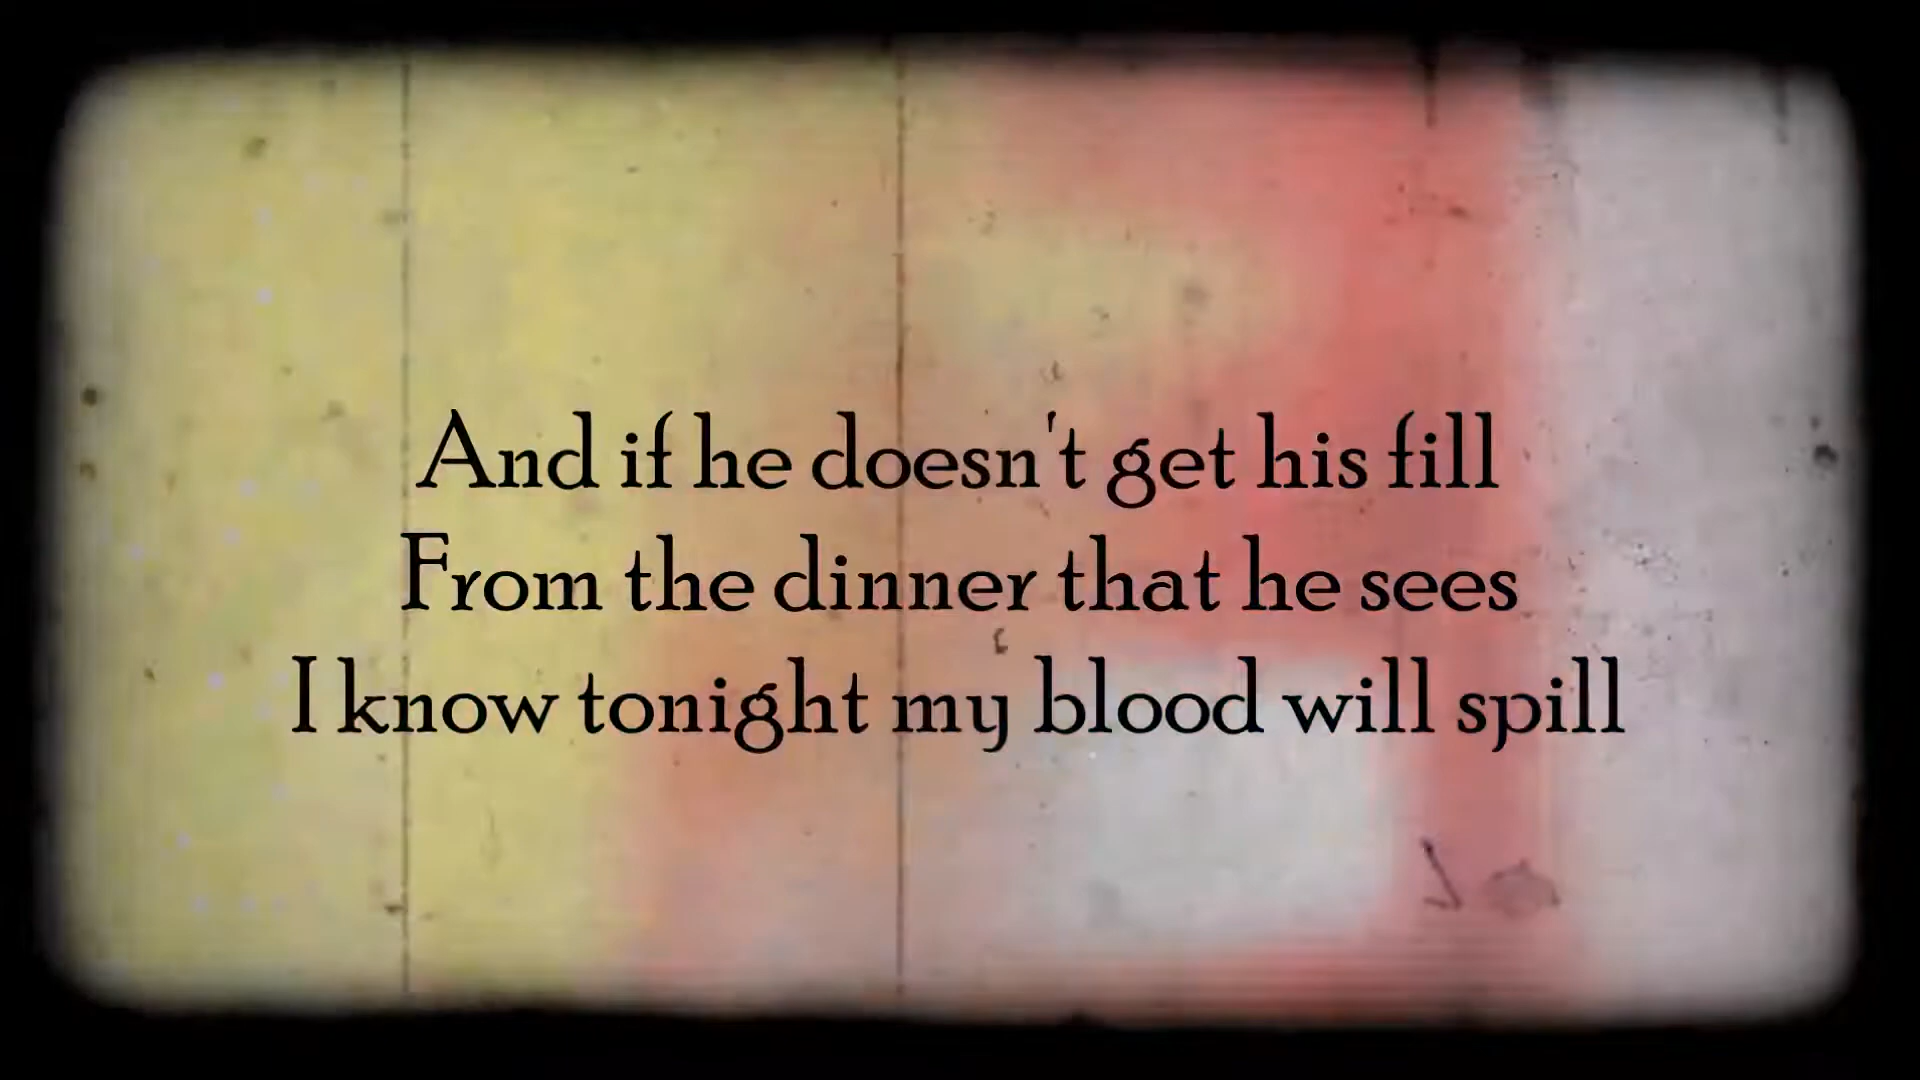 And if he doesn't get his fill
From the dinner that he sees
I know tonight my blood will spill